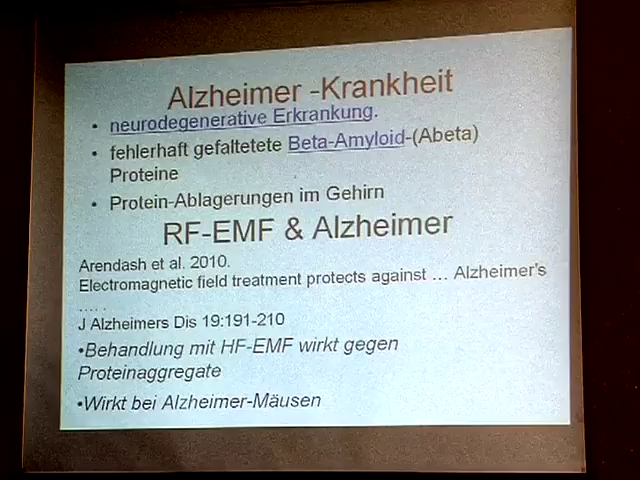 Alzheimer -Krankheit
• neurodegenerative Erkrankung.
• fehlerhaft gefaltetete Beta-Amyloid-(Abeta)
Proteine
• Protein-Ablagerungen im Gehirn
RF-EMF & Alzheimer
Arendash et al. 2010.
Electromagnetic field treatment protects against ... Alzheimer's
.....
J Alzheimers Dis 19:191-210
•Behandlung mit HF-EMF wirkt gegen
Proteinaggregate
•Wirkt bei Alzheimer-Mäusen